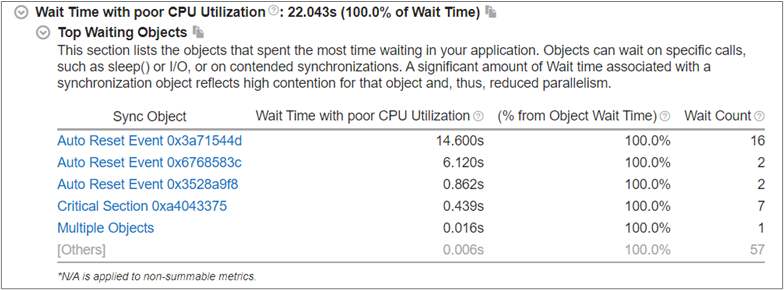 Wait Time with poor CPU Utilization: 22.043s (100.0% of Wait Time)
Top Waiting Objects
This section lists the objects that spent the most time waiting in your application. Objects can wait on specific calls,
such as sleep() or I/O, or on contended synchronizations. A significant amount of Wait time associated with a
synchronization object reflects high contention for that object and, thus, reduced parallelism.
Sync Object Wait Time with poor CPU Utilization (% from Object Wait Time) Wait Count
Auto Reset Event 0x3a71544d 14.600s 100.0% 16
Auto Reset Event 0x6768583c 6.120s 100.0% 2
Auto Reset Event 0x3528a9f8 0.862s 100.0% 2
Critical Section 0xa4043375 0.439s 100.0% 7
Multiple Objects 0.016s 100.0% 1
[Others] 0.006s 100.0% 57
*N/A is applied to non-summable metrics.